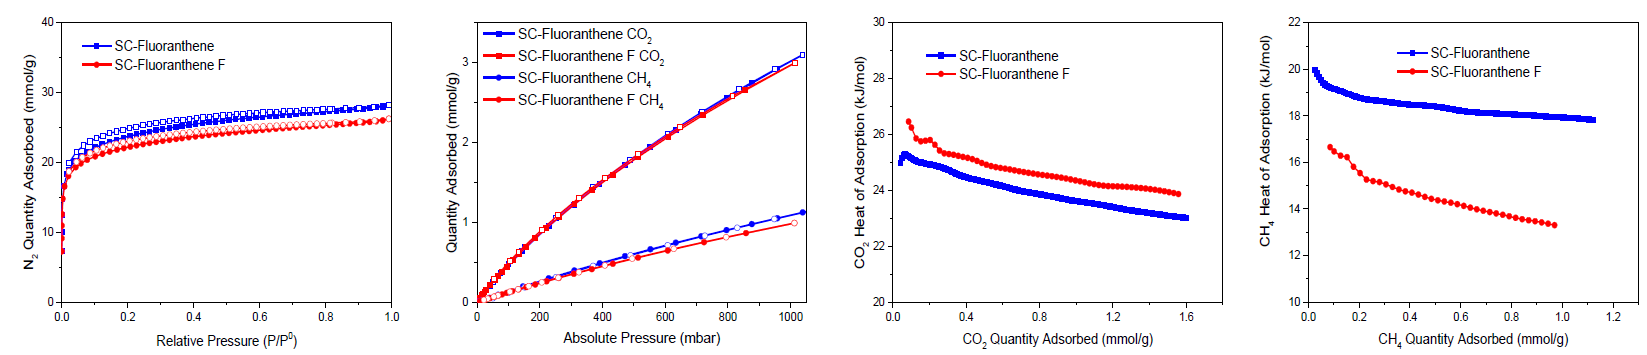 40
30
20
10
0
N2 Quantity Adsorbed (mmol/g)
SC-Fluoranthene
SC-Fluoranthene F
0.0 0.2 0.4 0.6 0.8 1.0
Relative Pressure (P/P0)
3
2
1
0
Quantity Adsorbed (mmol/g)
SC-Fluoranthene CO2
SC-Fluoranthene F CO2
SC-Fluoranthene CH4
SC-Fluoranthene F CH4
0 200 400 600 800 1000
Absolute Pressure (mbar)
30
28
26
24
22
20
CO2 Heat of Adsorption (kJ/mol)
SC-Fluoranthene
SC-Fluoranthene F
0.0 0.4 0.8 1.2 1.6
CO2 Quantity Adsorbed (mmol/g)
22
20
18
16
14
12
10
CH4 Heat of Adsorption (kJ/mol)
SC-Fluoranthene
SC-Fluoranthene F
0.0 0.2 0.4 0.6 0.8 1.0 1.2
CH4 Quantity Adsorbed (mmol/g)